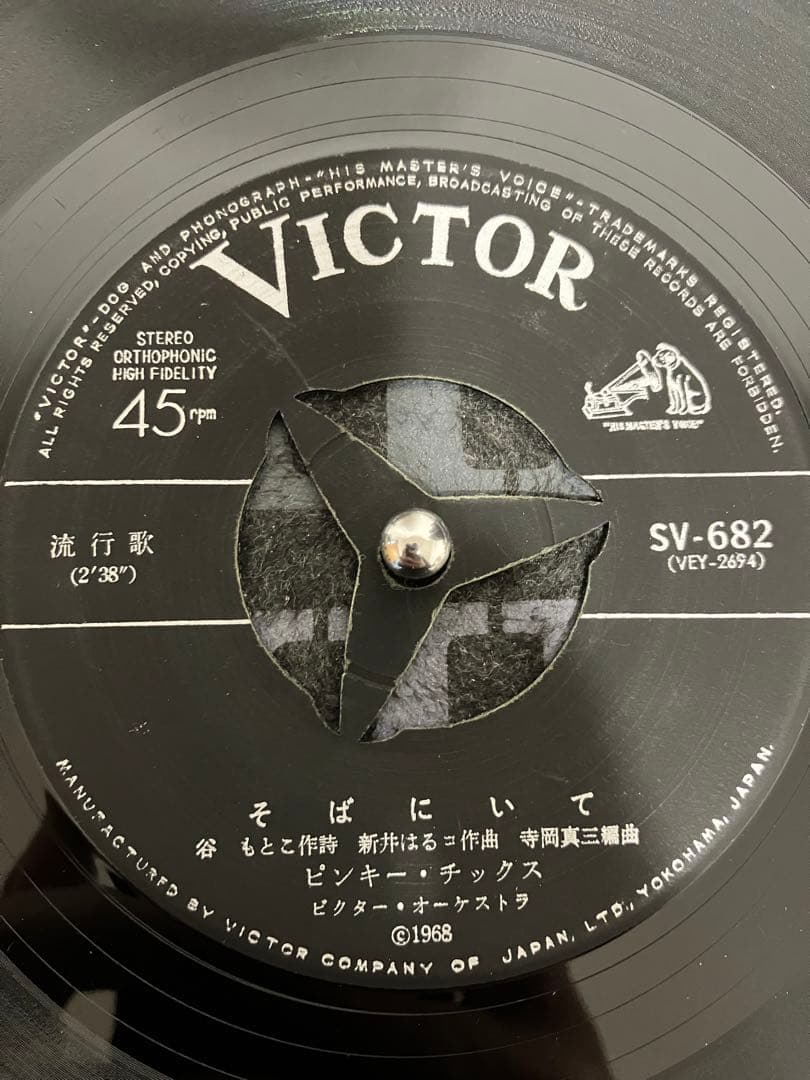 "VICTOR"-DOG AND PHONOGRAPH-"HIS MASTER'S VOICE"-TRADEMARKS REGISTERED.
ALL RIGHTS RESERVED, COPYING, PUBLIC PERFORMANCE, BROADCASTING OF THESE RECORDS ARE FORBIDDEN.
VICTOR
STEREO
ORTHOPHONIC
HIGH FIDELITY
45rpm
"HIS MASTER'S VOICE"
流行歌
(2'38")
SV-682
(VEY-2694)
そばにいて
谷 もとこ作詩 新井はるコ作曲 寺岡真三編曲
ピンキー・チックス
ビクター・オーケストラ
©1968
MANUFACTURED BY VICTOR COMPANY OF JAPAN, LTD., YOKOHAMA, JAPAN.